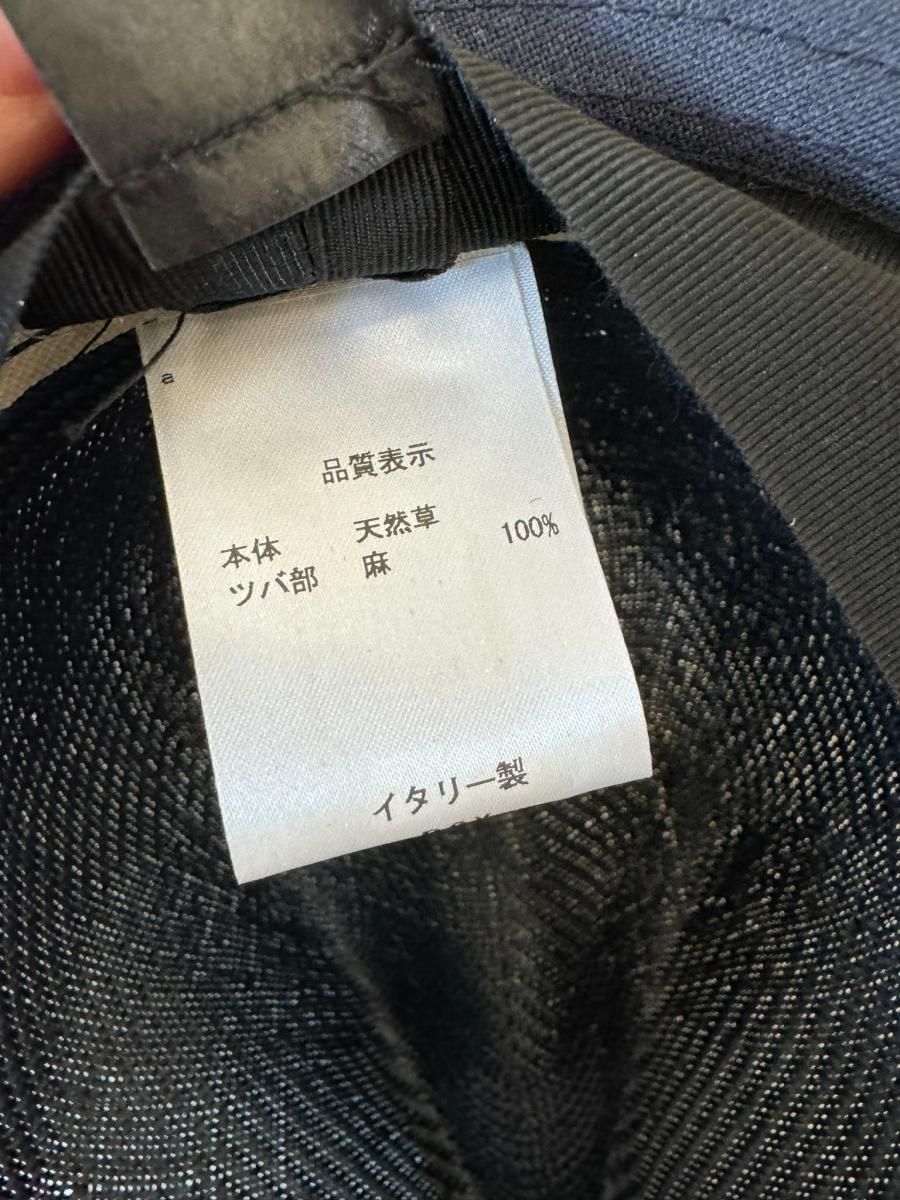 a
品質表示
本体 天然草 100%
ツバ部 麻
イタリー製